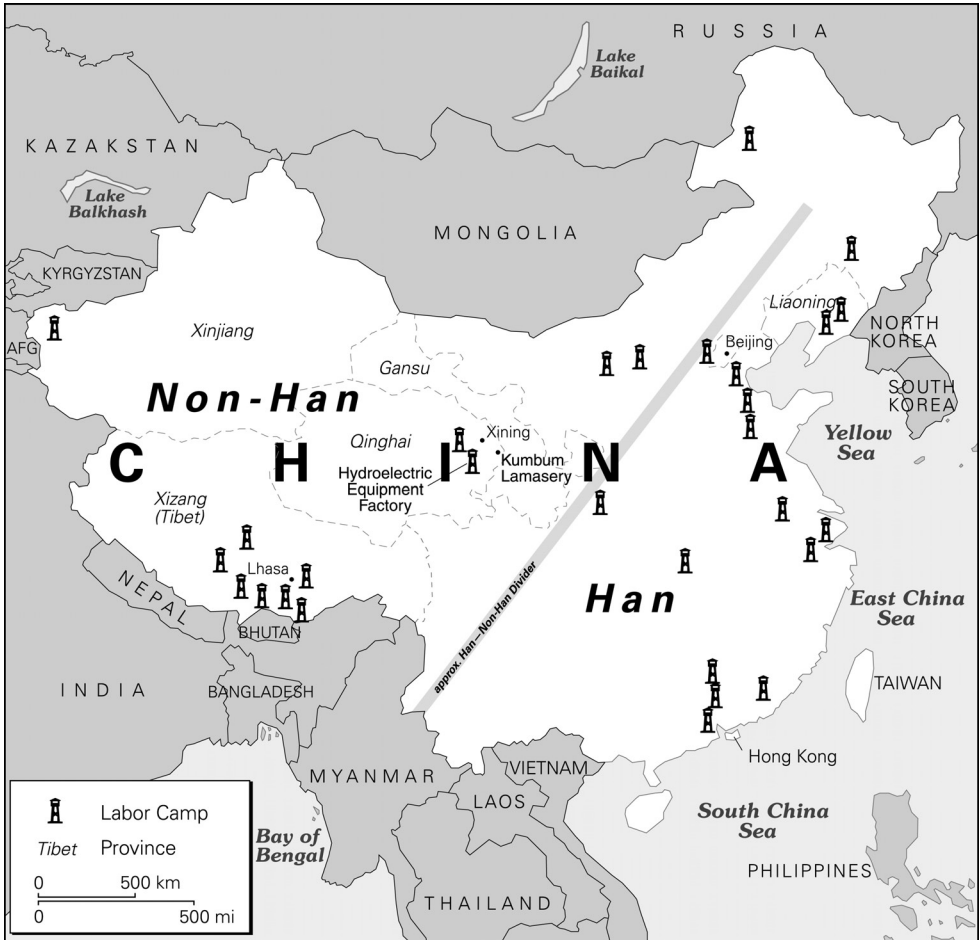 RUSSIA
Lake
Baikal
KAZAKSTAN
Lake
Balkhash
MONGOLIA
KYRGYZSTAN
Liaoning
NORTH
KOREA
Xinjiang
AFG
Beijing
Gansu
SOUTH
KOREA
Non-Han
Yellow
Sea
Qinghai
Xining
CHINA
Kumbum
Lamasery
Hydroelectric
Equipment
Factory
Xizang
(Tibet)
Lhasa
NEPAL
BHUTAN
approx. Han—Non-Han Divider
Han
East China
Sea
INDIA
BANGLADESH
TAIWAN
Hong Kong
MYANMAR
VIETNAM
LAOS
South China
Sea
Bay of
Bengal
PHILIPPINES
THAILAND
Labor Camp
Tibet Province
0 500 km
0 500 mi